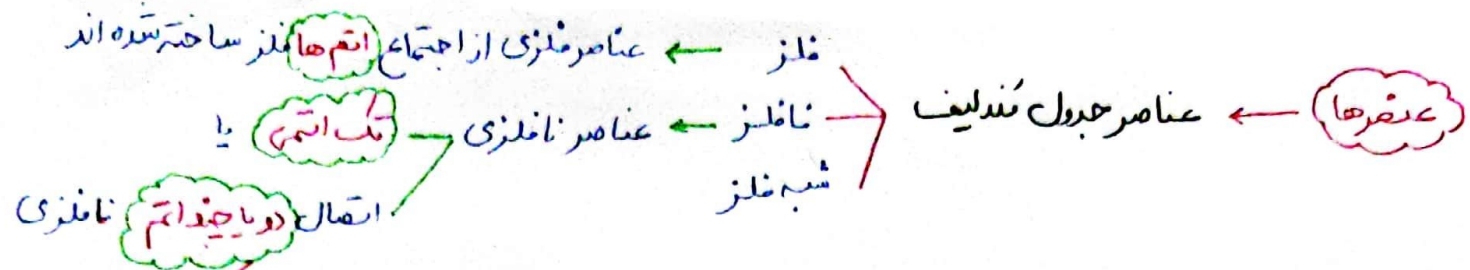 فلز ← عناصر فلزی از اجتماع اتم ها فلز ساخته شده اند
عنصرها ← عناصر جدول مندلیف
نافلز ← عناصر نافلزی تک اتمی یا
شبه فلز
اتصال دو یا چند اتم نافلزی